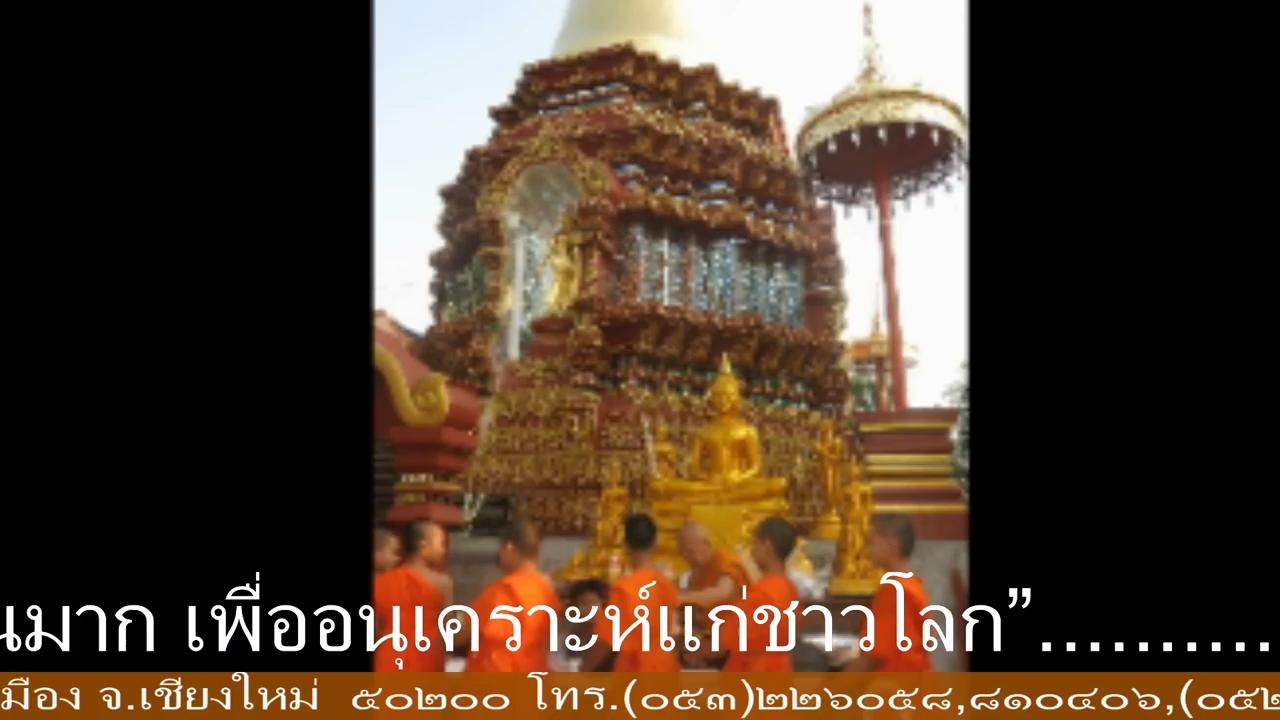 นมาก เพื่ออนุเคราะห์แก่ชาวโลก”..........
มือง จ.เชียงใหม่ ๕๐๒๐๐ โทร.(๐๕๓)๒๒๖๐๕๘,๘๑๐๔๐๖,(๐๕๒